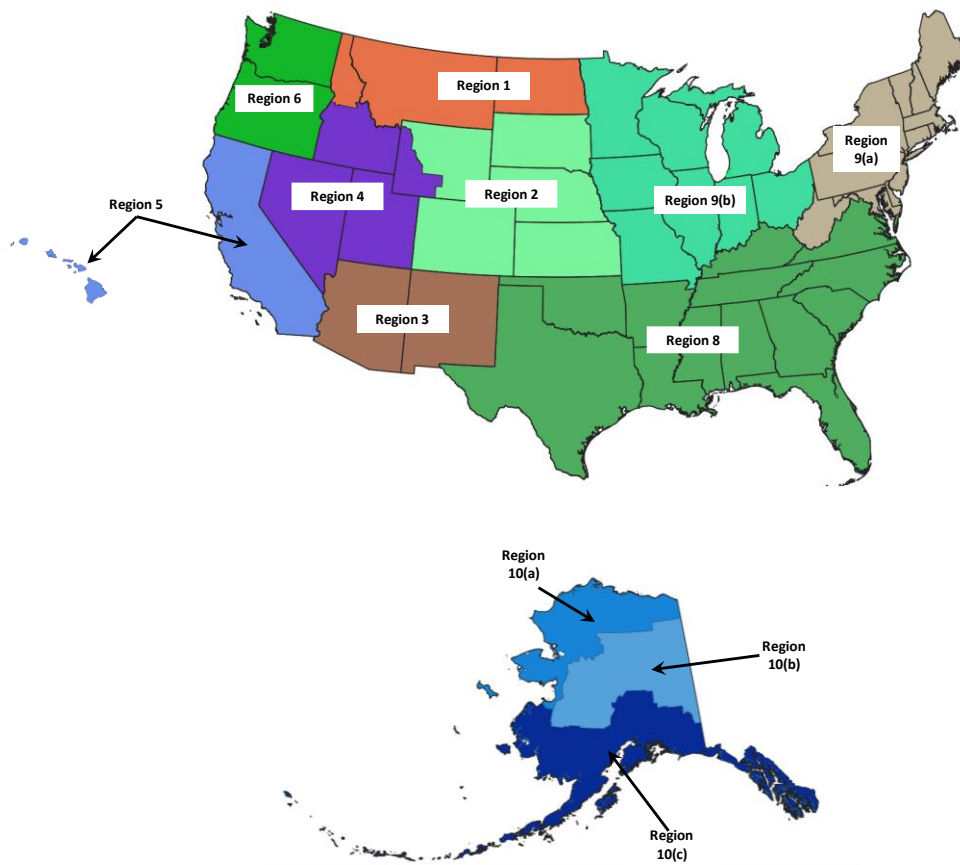 Region 1
Region 6
Region
9(a)
Region 2
Region 4
Region 9(b)
Region 5
Region 3
Region 8
Region
10(a)
Region
10(b)
Region
10(c)